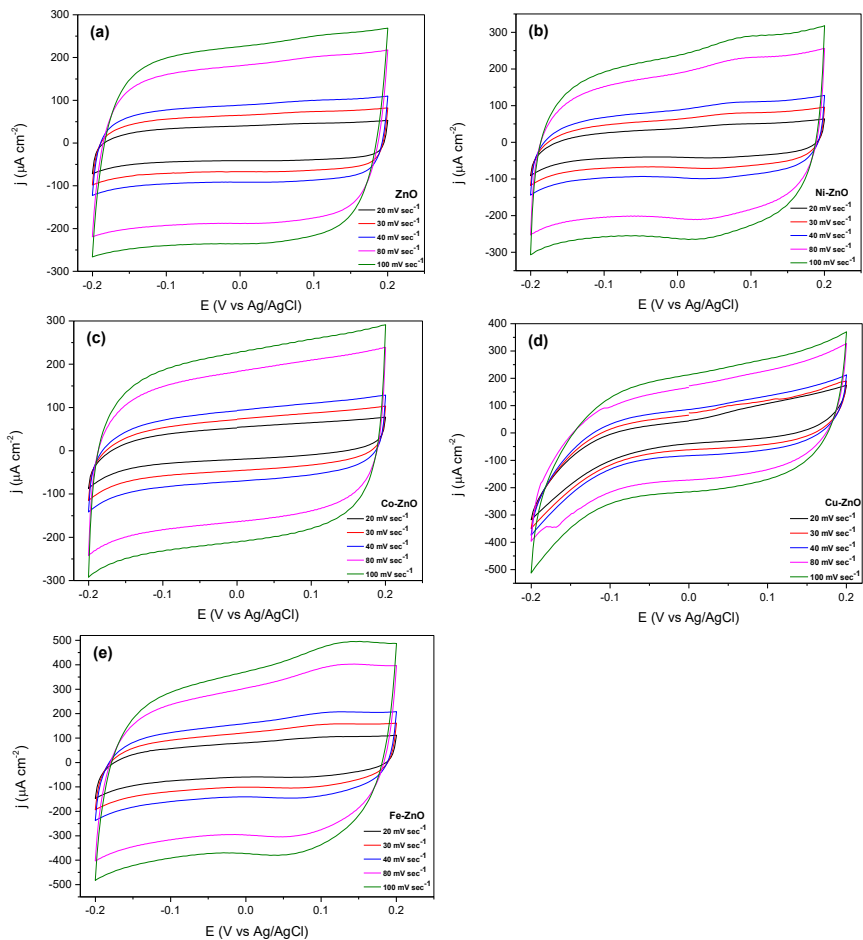 (a)
300
200
100
0
-100
-200
-300
j (μA cm-2)
-0.2
-0.1
0.0
0.1
0.2
E (V vs Ag/AgCl)
ZnO
20 mV sec-1
30 mV sec-1
40 mV sec-1
80 mV sec-1
100 mV sec-1
(b)
300
200
100
0
-100
-200
-300
j (μA cm-2)
-0.2
-0.1
0.0
0.1
0.2
E (V vs Ag/AgCl)
Ni-ZnO
20 mV sec-1
30 mV sec-1
40 mV sec-1
80 mV sec-1
100 mV sec-1
(c)
300
200
100
0
-100
-200
-300
j (μA cm-2)
-0.2
-0.1
0.0
0.1
0.2
E (V vs Ag/AgCl)
Co-ZnO
20 mV sec-1
30 mV sec-1
40 mV sec-1
80 mV sec-1
100 mV sec-1
(d)
400
300
200
100
0
-100
-200
-300
-400
-500
j (μA cm-2)
-0.2
-0.1
0.0
0.1
0.2
E (V vs Ag/AgCl)
Cu-ZnO
20 mV sec-1
30 mV sec-1
40 mV sec-1
80 mV sec-1
100 mV sec-1
(e)
500
400
300
200
100
0
-100
-200
-300
-400
-500
j (μA cm-2)
-0.2
-0.1
0.0
0.1
0.2
E (V vs Ag/AgCl)
Fe-ZnO
20 mV sec-1
30 mV sec-1
40 mV sec-1
80 mV sec-1
100 mV sec-1